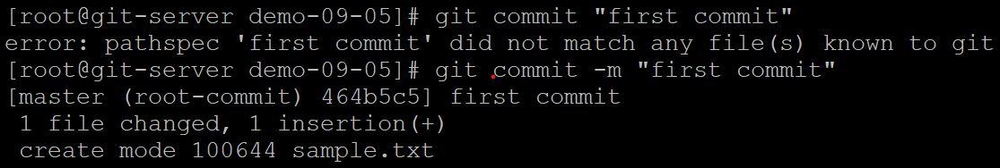 [root@git-server demo-09-05]# git commit "first commit"
error: pathspec 'first commit' did not match any file(s) known to git
[root@git-server demo-09-05]# git commit -m "first commit"
[master (root-commit) 464b5c5] first commit
 1 file changed, 1 insertion(+)
 create mode 100644 sample.txt